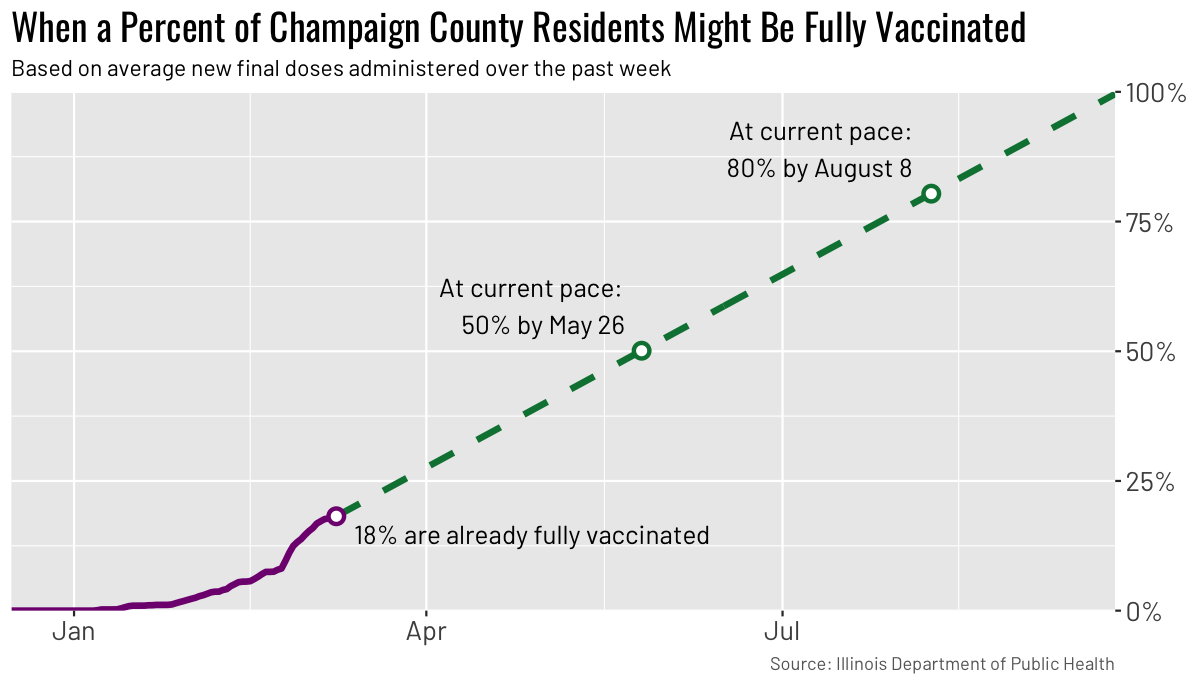 When a Percent of Champaign County Residents Might Be Fully Vaccinated
Based on average new final doses administered over the past week
100%
At current pace:
80% by August 8
75%
At current pace:
50% by May 26
50%
25%
18% are already fully vaccinated
0%
Jan
Apr
Jul
Source: Illinois Department of Public Health